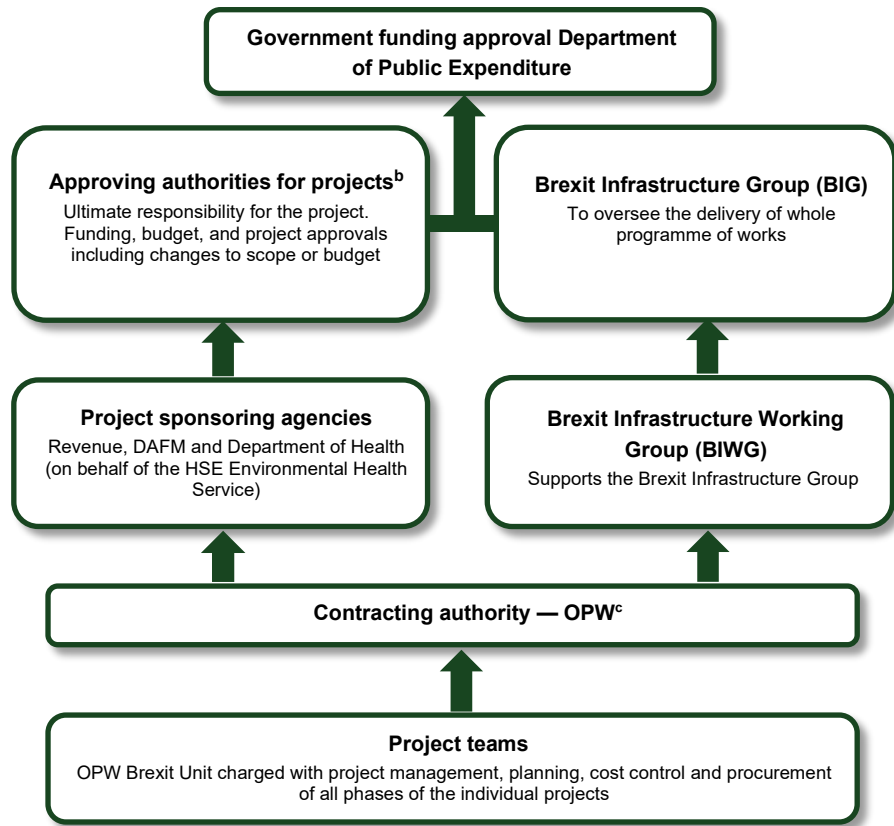 Government funding approval Department
of Public Expenditure
Approving authorities for projectsᵇ
Ultimate responsibility for the project.
Funding, budget, and project approvals
including changes to scope or budget
Brexit Infrastructure Group (BIG)
To oversee the delivery of whole
programme of works
Project sponsoring agencies
Revenue, DAFM and Department of Health
(on behalf of the HSE Environmental Health
Service)
Brexit Infrastructure Working
Group (BIWG)
Supports the Brexit Infrastructure Group
Contracting authority — OPWᶜ
Project teams
OPW Brexit Unit charged with project management, planning, cost control and procurement
of all phases of the individual projects